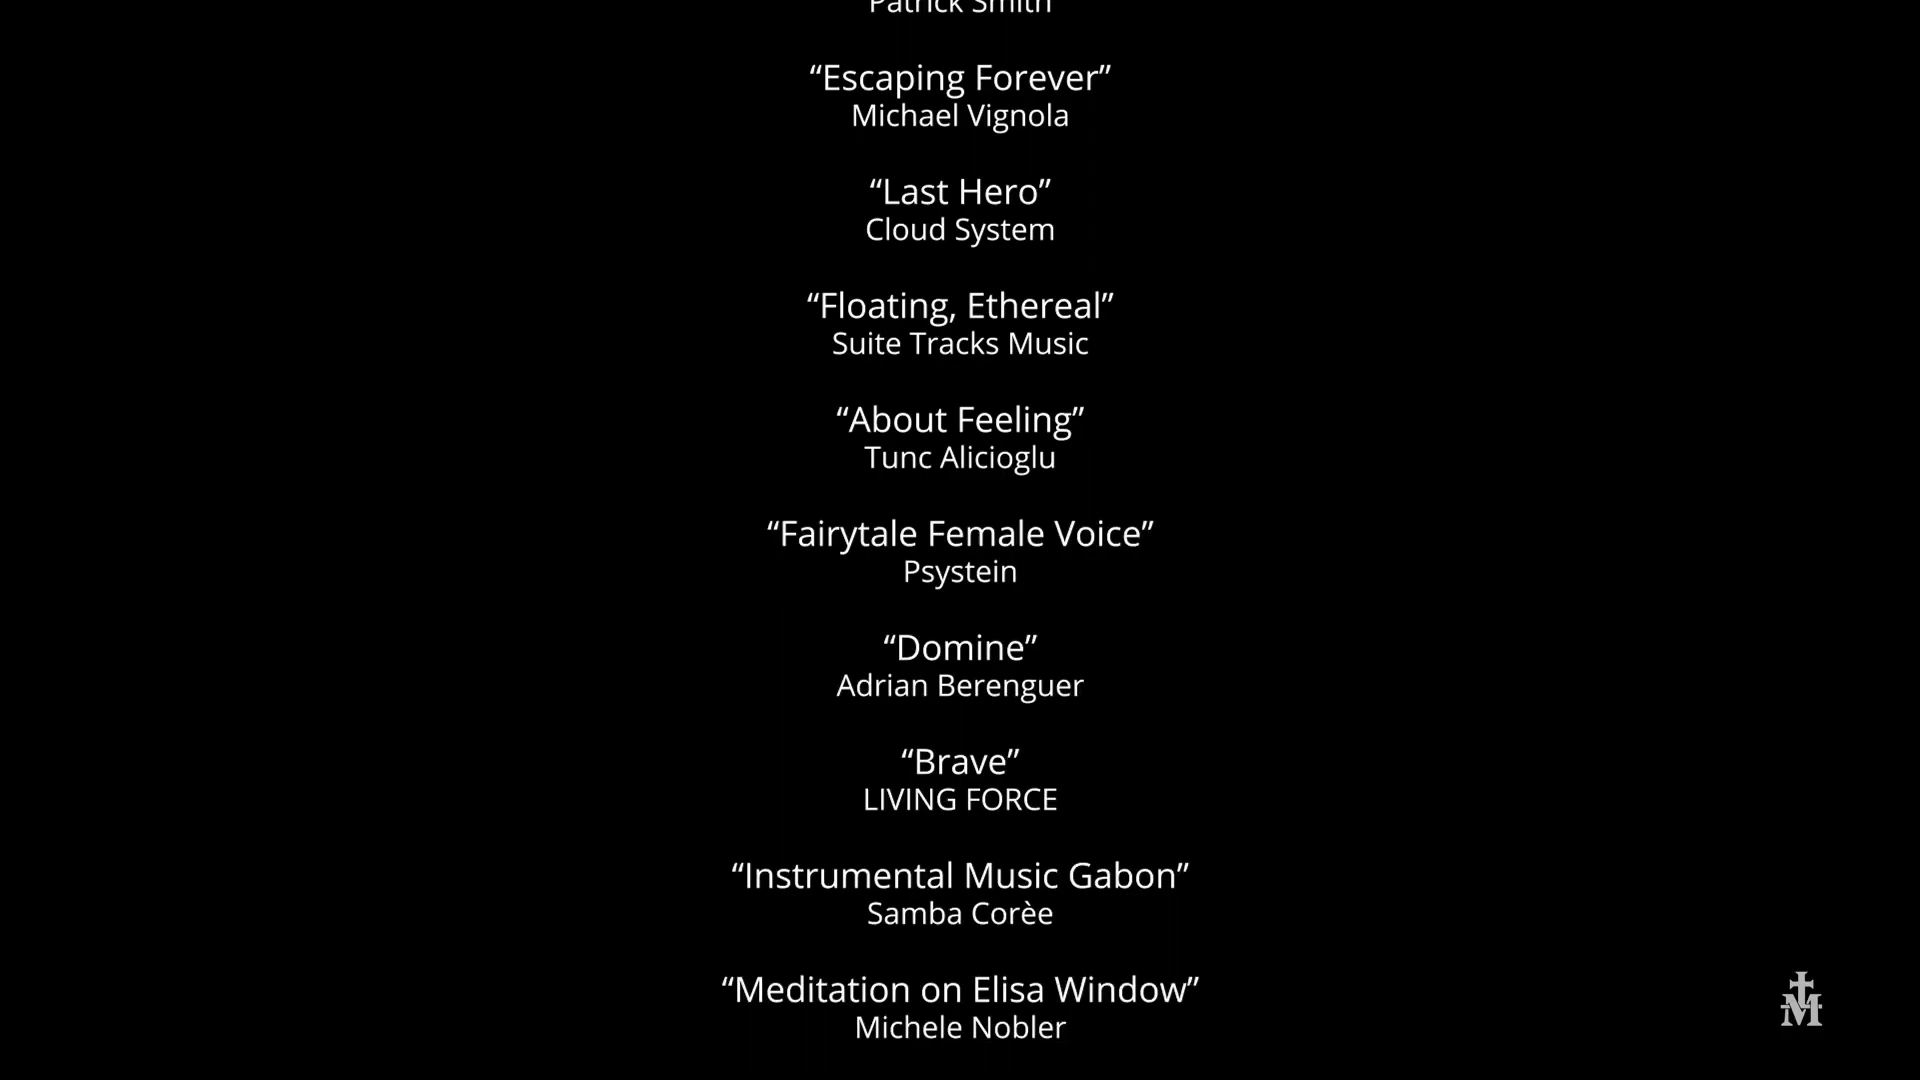 Patrick Smith
“Escaping Forever”
Michael Vignola
“Last Hero”
Cloud System
“Floating, Ethereal”
Suite Tracks Music
“About Feeling”
Tunc Alicioglu
“Fairytale Female Voice”
Psystein
“Domine”
Adrian Berenguer
“Brave”
LIVING FORCE
“Instrumental Music Gabon”
Samba Corèe
“Meditation on Elisa Window”
Michele Nobler
M